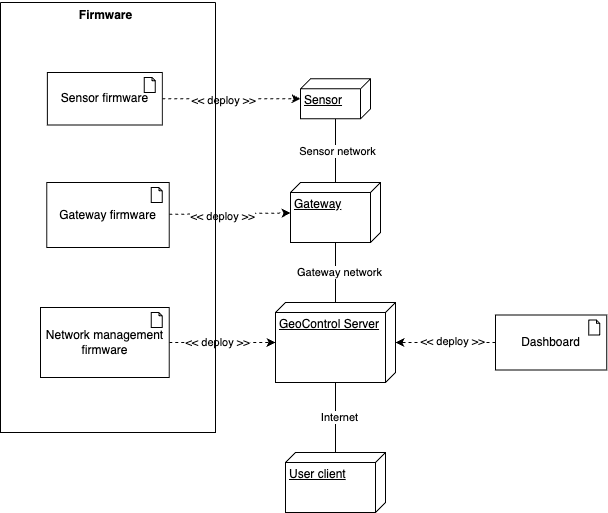 Firmware
Sensor firmware
<< deploy >>
Sensor
Sensor network
Gateway firmware
<< deploy >>
Gateway
Gateway network
Network management
firmware
<< deploy >>
GeoControl Server
<< deploy >>
Dashboard
Internet
User client